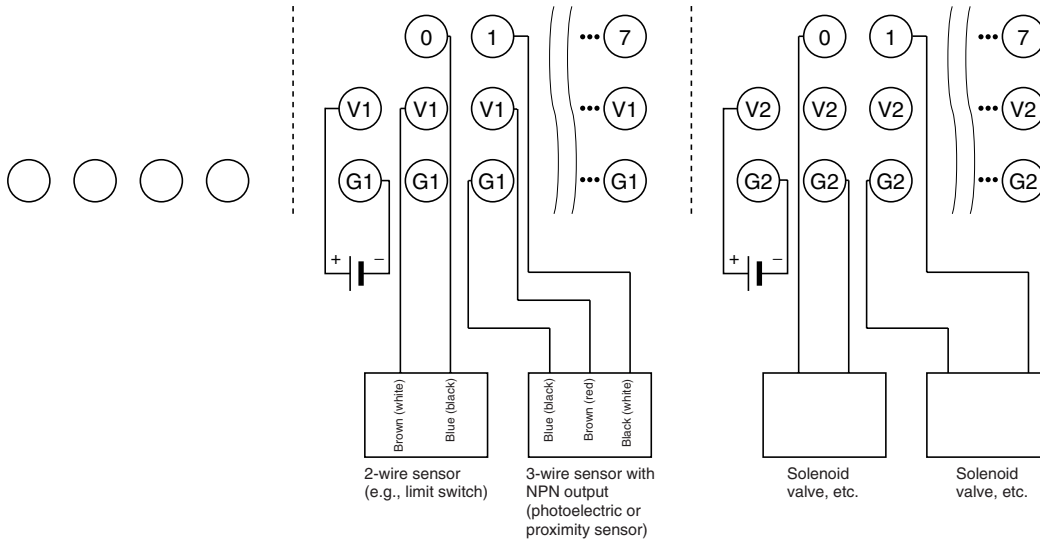 0 1 ••• 7 0 1 ••• 7
V1 V1 V1 ••• V1 V2 V2 V2 ••• V2
G1 G1 G1 ••• G1 G2 G2 G2 ••• G2
+ − + −
Brown (white)
Blue (black)
Blue (black)
Brown (red)
Black (white)
2-wire sensor
(e.g., limit switch)
3-wire sensor with
NPN output
(photoelectric or
proximity sensor)
Solenoid
valve, etc.
Solenoid
valve, etc.